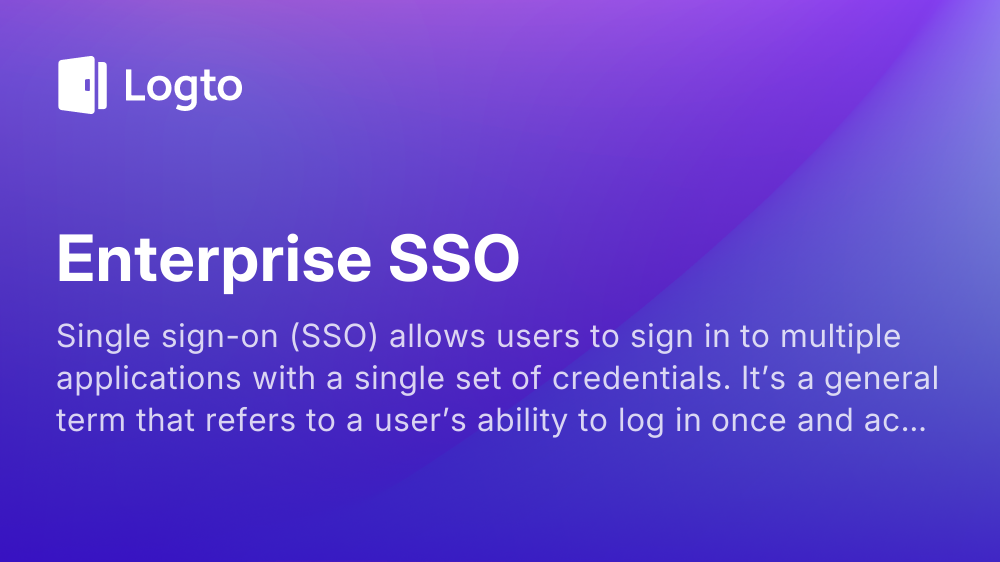 Logto
Enterprise SSO
Single sign-on (SSO) allows users to sign in to multiple
applications with a single set of credentials. It’s a general
term that refers to a user’s ability to log in once and ac...